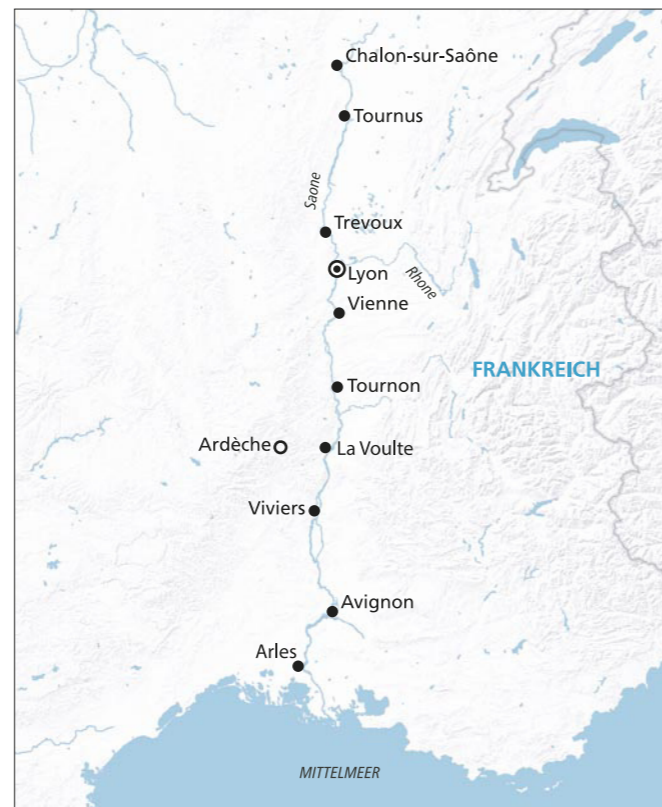 Chalon-sur-Saône
Tournus
Saone
Trevoux
Lyon
Rhone
Vienne
FRANKREICH
Tournon
Ardèche
La Voulte
Viviers
Avignon
Arles
MITTELMEER